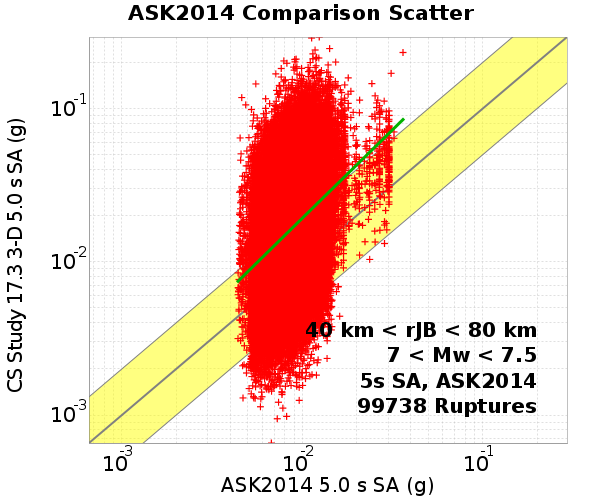 ASK2014 Comparison Scatter
CS Study 17.3 3-D 5.0 s SA (g)
10-1
10-2
10-3
40 km < rJB < 80 km
7 < Mw < 7.5
5s SA, ASK2014
99738 Ruptures
10-3 10-2 10-1
ASK2014 5.0 s SA (g)